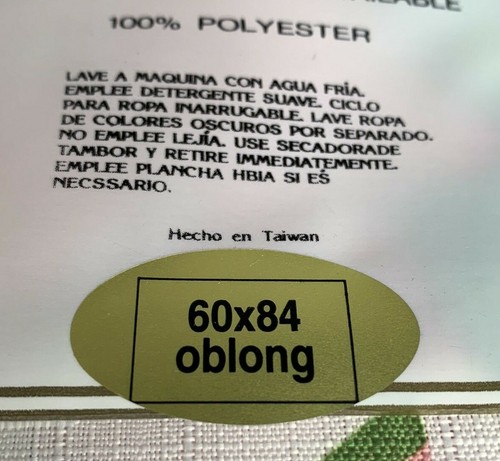 100% POLYESTER
LAVE A MAQUINA CON AGUA FRÍA.
EMPLEE DETERGENTE SUAVE. CICLO
PARA ROPA INARRUGABLE. LAVE ROPA
DE COLORES OSCUROS POR SEPARADO.
NO EMPLEE LEJÍA. USE SECADORADE
TAMBOR Y RETIRE IMMEDIATEMENTE.
EMPLEE PLANCHA HBIA SI ES
NECSSARIO.
Hecho en Taiwan
60x84
oblong